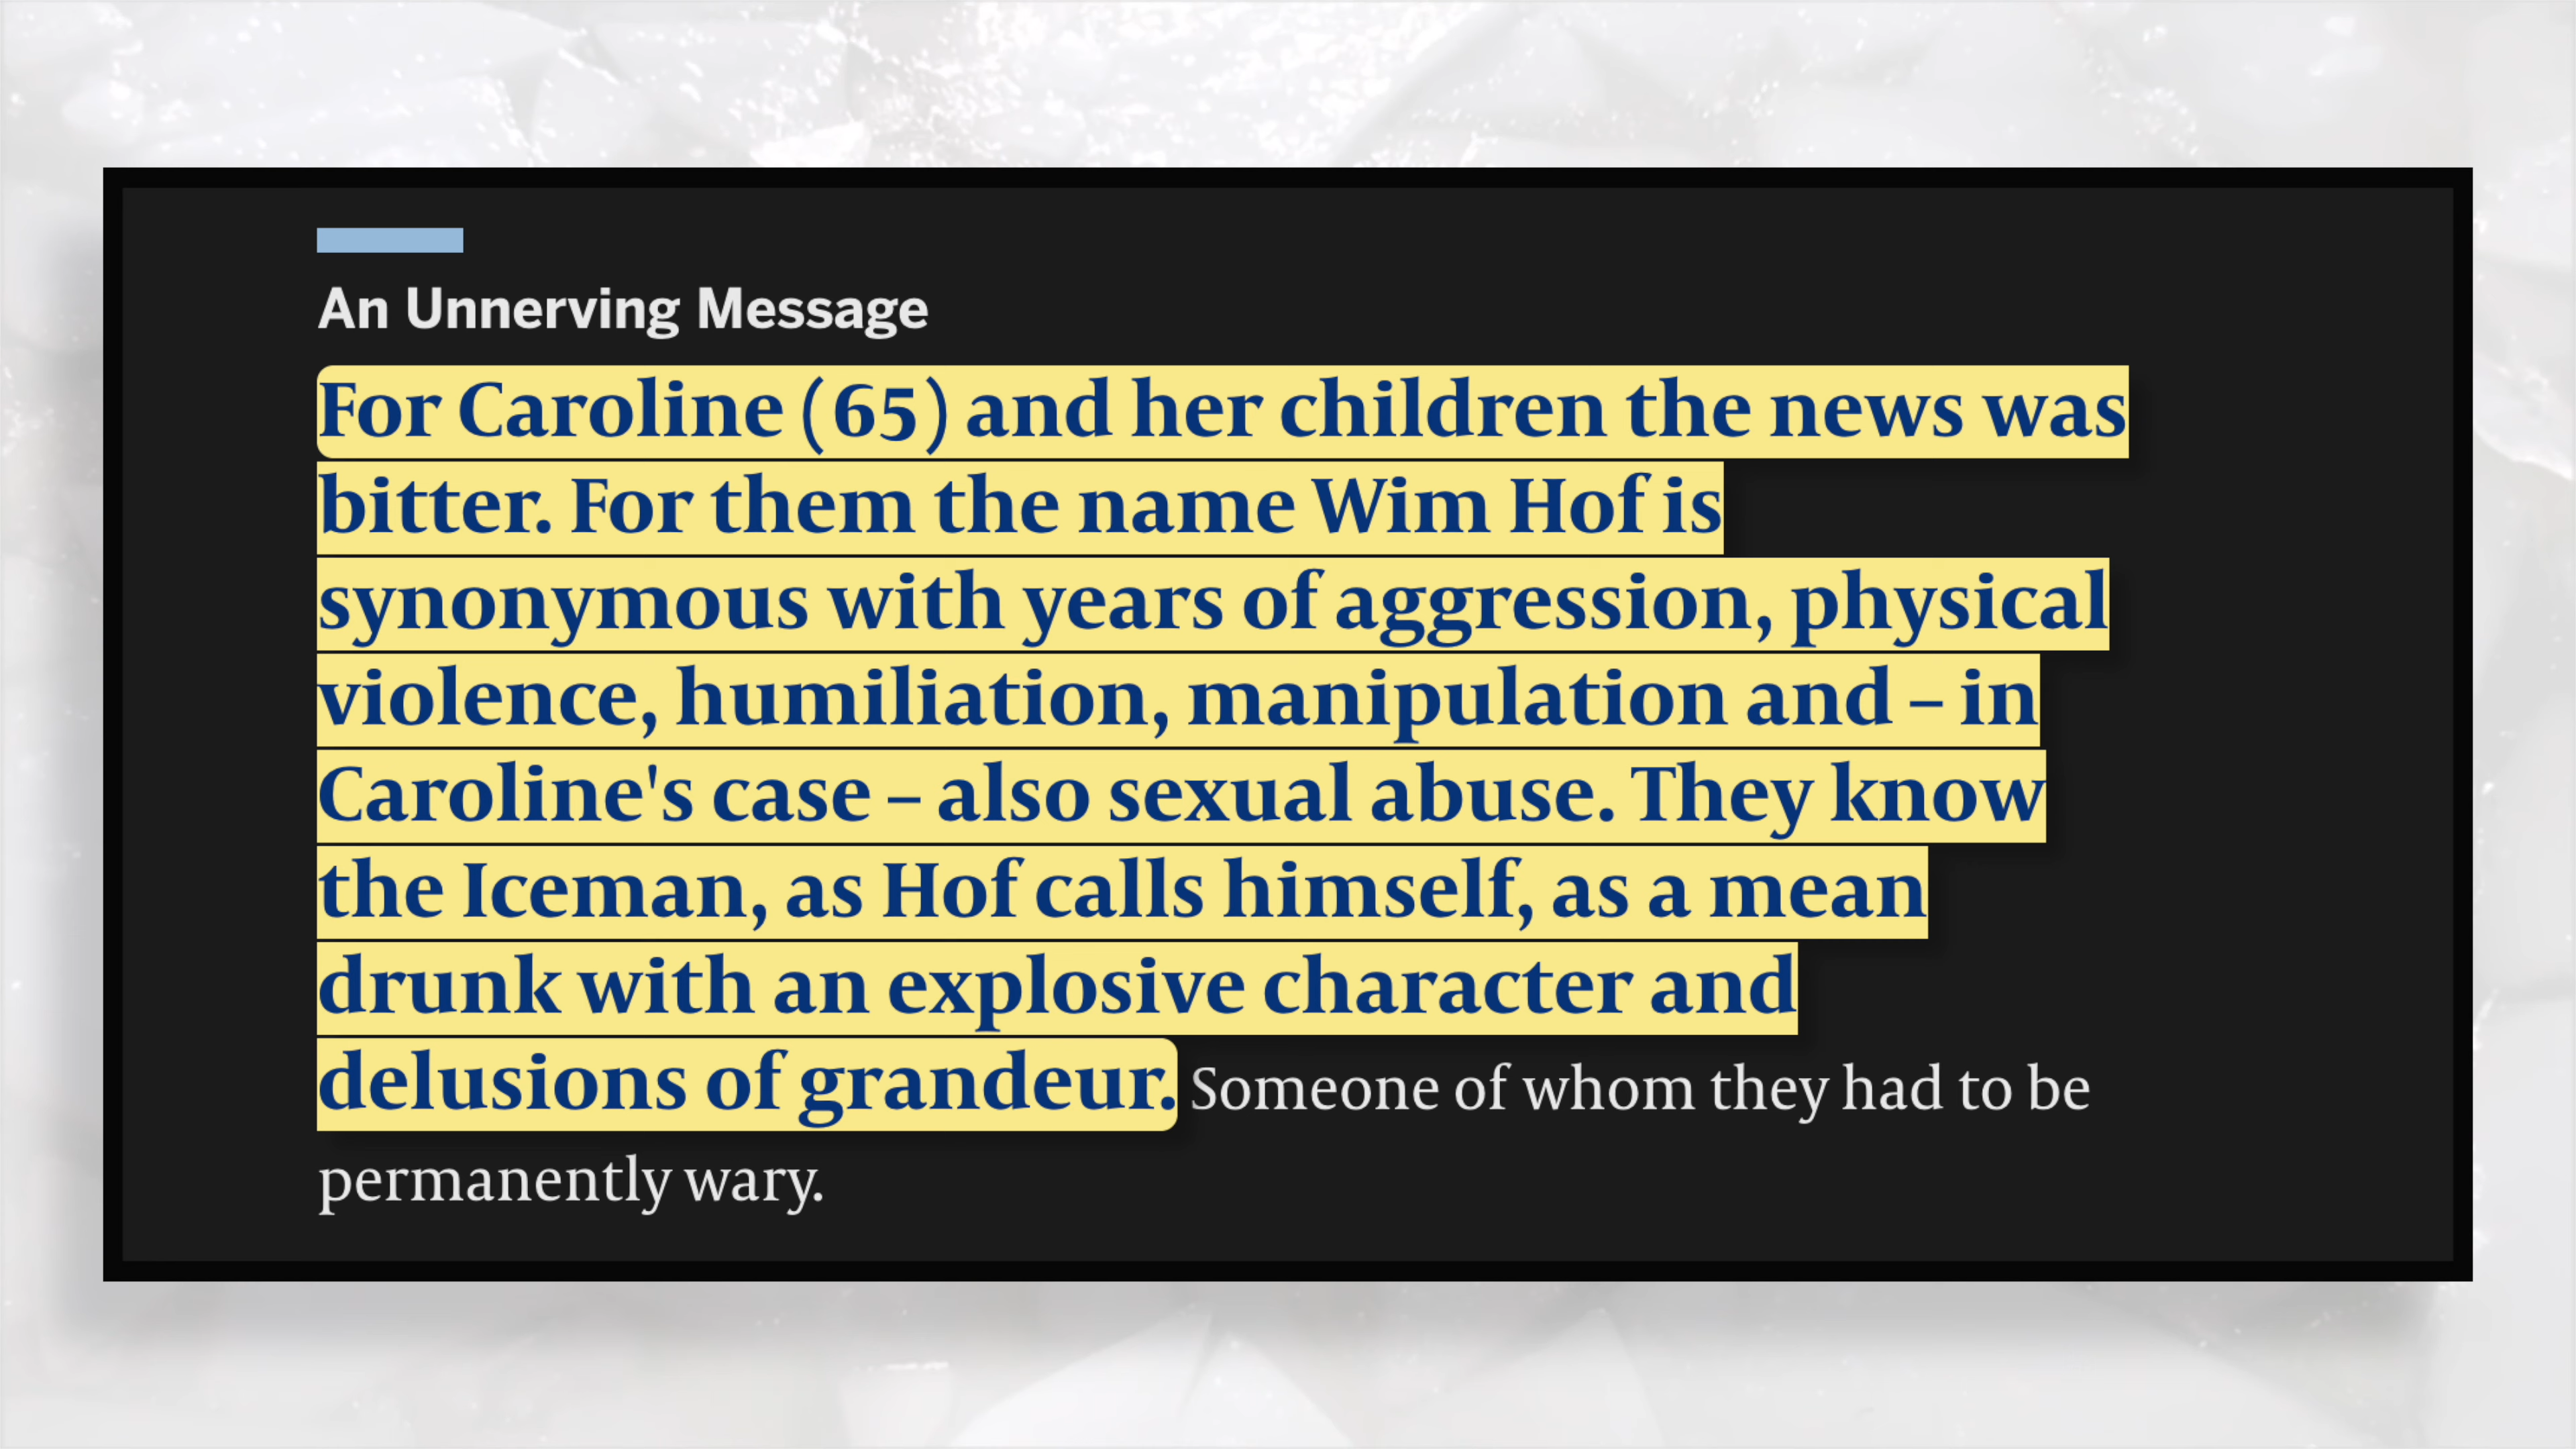 An Unnerving Message
For Caroline (65) and her children the news was
bitter. For them the name Wim Hof is
synonymous with years of aggression, physical
violence, humiliation, manipulation and – in
Caroline's case – also sexual abuse. They know
the Iceman, as Hof calls himself, as a mean
drunk with an explosive character and
delusions of grandeur. Someone of whom they had to be
permanently wary.